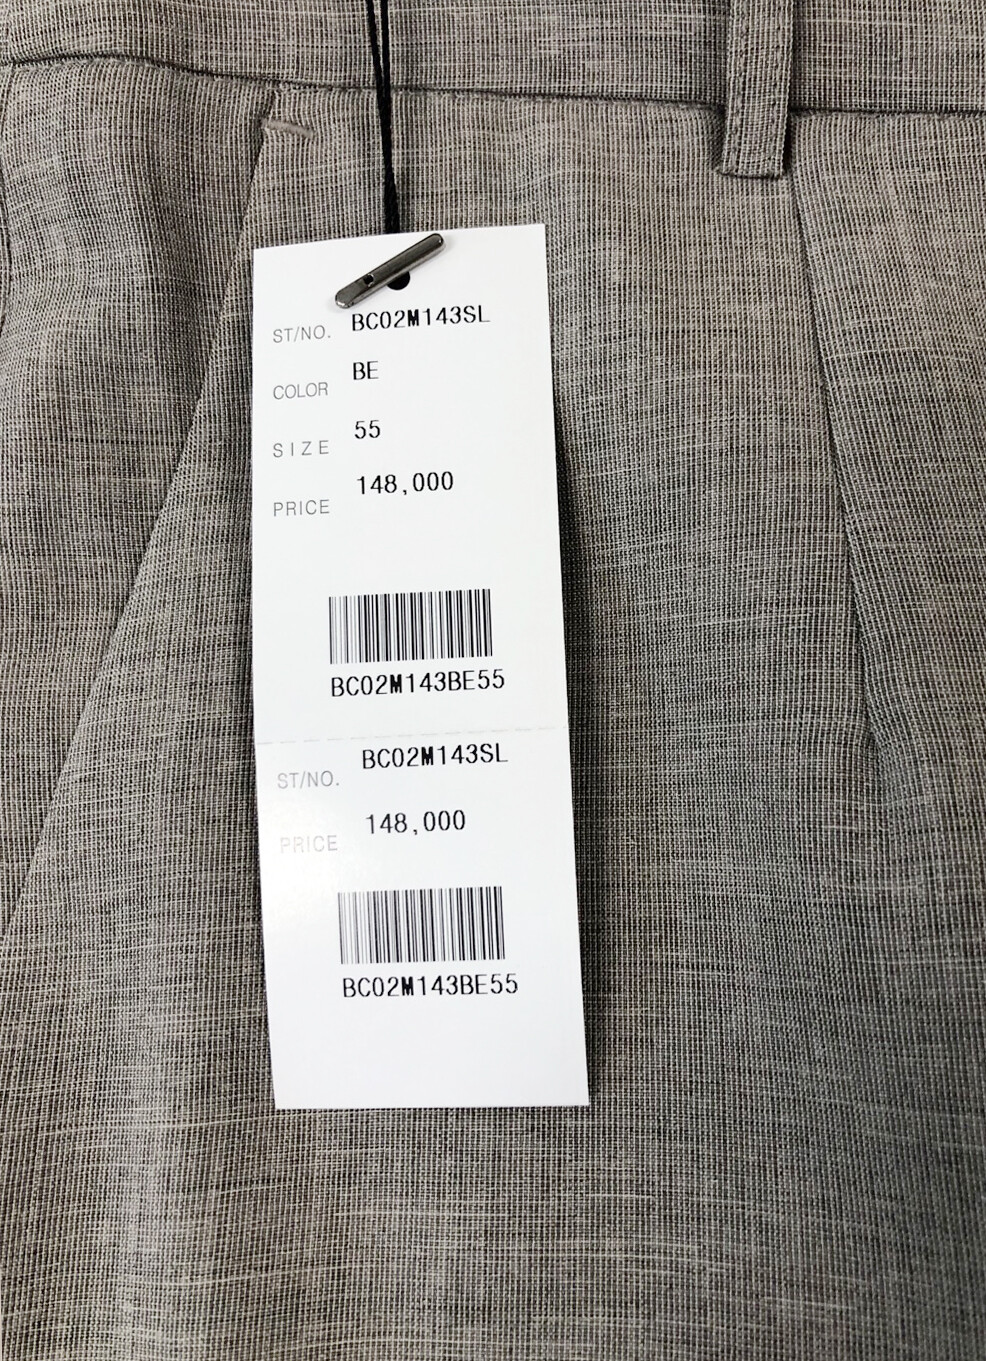 ST/NO. BC02M143SL
COLOR BE
SIZE 55
PRICE 148,000
BC02M143BE55
ST/NO. BC02M143SL
PRICE 148,000
BC02M143BE55